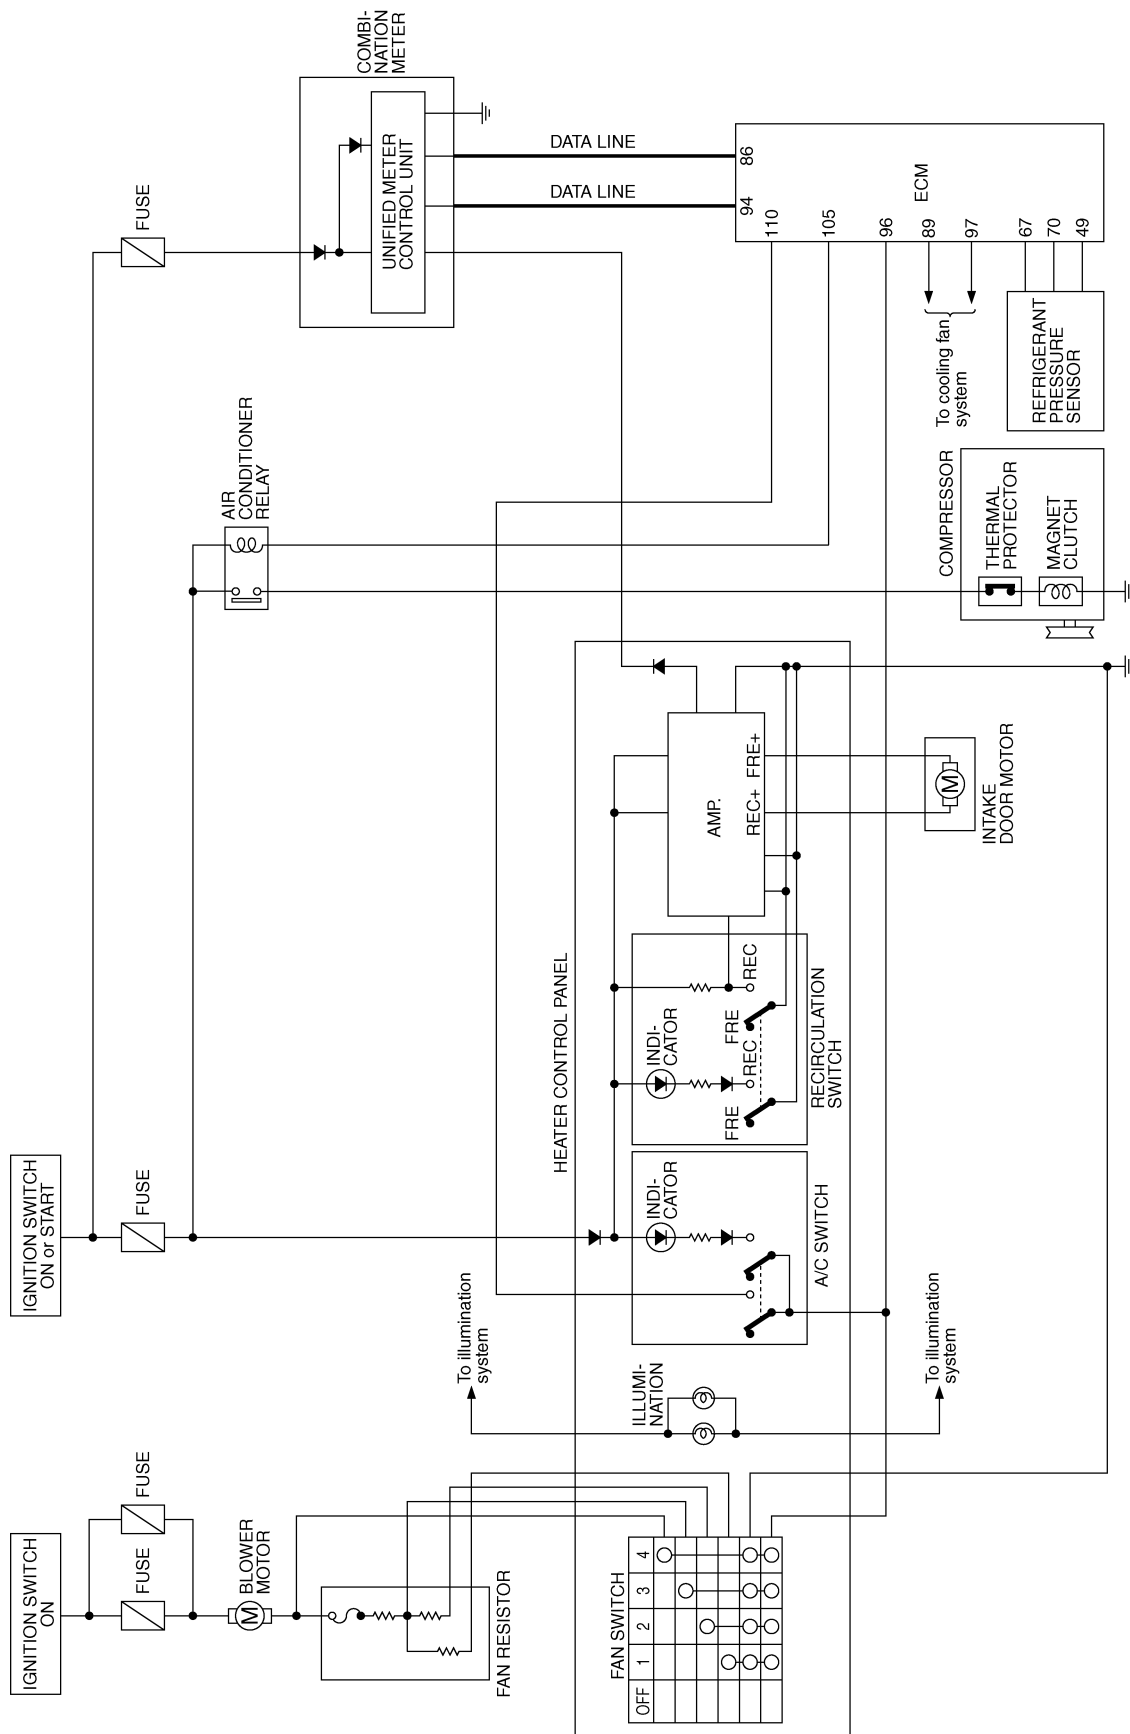 IGNITION SWITCH
ON
FUSE
FUSE
BLOWER
MOTOR
FAN RESISTOR
FAN SWITCH
OFF
1
2
3
4
M
IGNITION SWITCH
ON or START
FUSE
To illumination
system
ILLUMI-
NATION
To illumination
system
HEATER CONTROL PANEL
INDI-
CATOR
A/C SWITCH
INDI-
CATOR
FRE
REC
FRE
REC
RECIRCULATION
SWITCH
AMP.
REC+
FRE+
M
INTAKE
DOOR MOTOR
AIR
CONDITIONER
RELAY
COMPRESSOR
THERMAL
PROTECTOR
MAGNET
CLUTCH
FUSE
COMBI-
NATION
METER
UNIFIED METER
CONTROL UNIT
DATA LINE
DATA LINE
86
94
110
105
96
89
97
67
70
49
ECM
To cooling fan
system
REFRIGERANT
PRESSURE
SENSOR